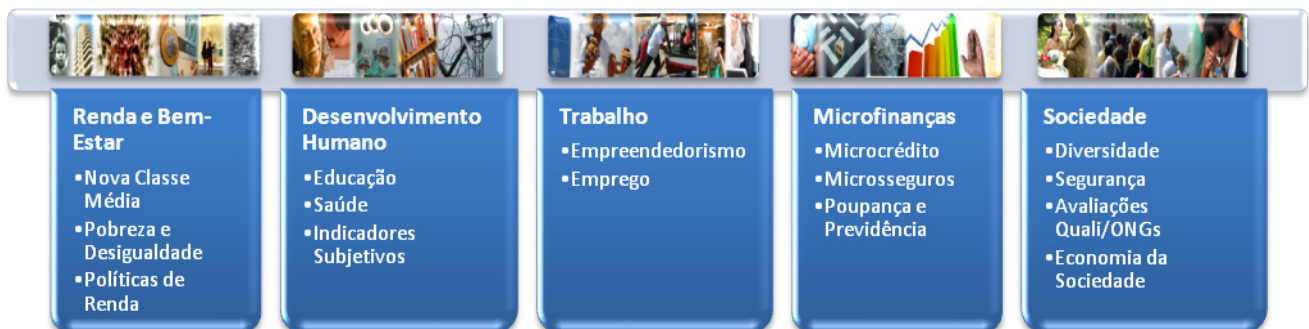 Renda e Bem-
Estar
▪Nova Classe
Média
▪Pobreza e
Desigualdade
▪Políticas de
Renda
Desenvolvimento
Humano
▪Educação
▪Saúde
▪Indicadores
Subjetivos
Trabalho
▪Empreendedorismo
▪Emprego
Microfinanças
▪Microcrédito
▪Microsseguros
▪Poupança e
Previdência
Sociedade
▪Diversidade
▪Segurança
▪Avaliações
Quali/ONGs
▪Economia da
Sociedade